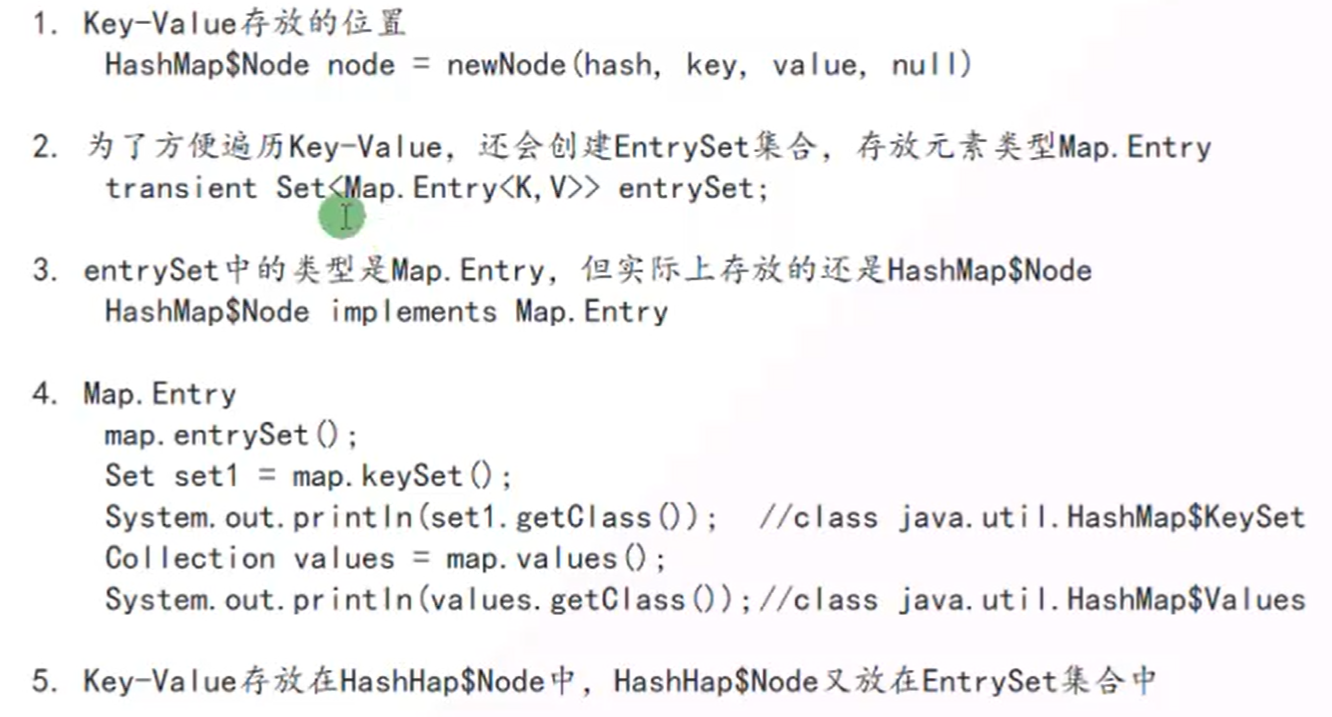 1. Key-Value存放的位置
HashMap$Node node = newNode(hash, key, value, null)
2. 为了方便遍历Key-Value，还会创建EntrySet集合，存放元素类型Map.Entry
transient Set<Map.Entry<K,V>> entrySet;
3. entrySet中的类型是Map.Entry，但实际上存放的还是HashMap$Node
HashMap$Node implements Map.Entry
4. Map.Entry
map.entrySet();
Set set1 = map.keySet();
System.out.println(set1.getClass()); //class java.util.HashMap$KeySet
Collection values = map.values();
System.out.println(values.getClass());//class java.util.HashMap$Values
5. Key-Value存放在HashHap$Node中，HashHap$Node又放在EntrySet集合中